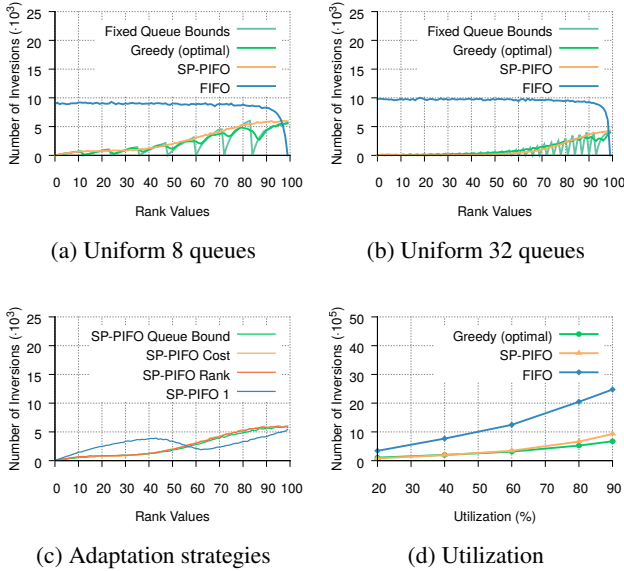 25
20
15
10
5
0
Number of Inversions (·10³)
Fixed Queue Bounds
Greedy (optimal)
SP-PIFO
FIFO
0 10 20 30 40 50 60 70 80 90 100
Rank Values
(a) Uniform 8 queues
25
20
15
10
5
0
Number of Inversions (·10³)
Fixed Queue Bounds
Greedy (optimal)
SP-PIFO
FIFO
0 10 20 30 40 50 60 70 80 90 100
Rank Values
(b) Uniform 32 queues
25
20
15
10
5
0
Number of Inversions (·10³)
SP-PIFO Queue Bound
SP-PIFO Cost
SP-PIFO Rank
SP-PIFO 1
0 10 20 30 40 50 60 70 80 90 100
Rank Values
(c) Adaptation strategies
50
40
30
20
10
0
Number of Inversions (·10⁵)
Greedy (optimal)
SP-PIFO
FIFO
20 30 40 50 60 70 80 90
Utilization (%)
(d) Utilization